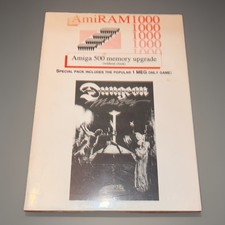 AmiRAM1000
1000
1000
1000
1000
Amiga 500 memory upgrade
SPECIAL PACK INCLUDES THE POPULAR 1 MEG ONLY GAME:
Dungeon
Master